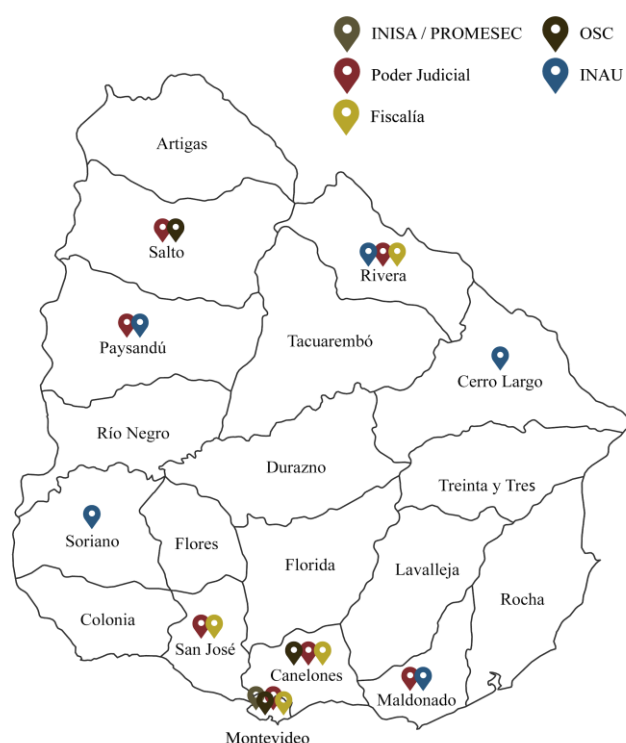 INISA / PROMESEC
OSC
Poder Judicial
INAU
Fiscalía
Artigas
Salto
Rivera
Paysandú
Tacuarembó
Cerro Largo
Río Negro
Durazno
Treinta y Tres
Soriano
Flores
Florida
Lavalleja
Rocha
Colonia
San José
Canelones
Maldonado
Montevideo